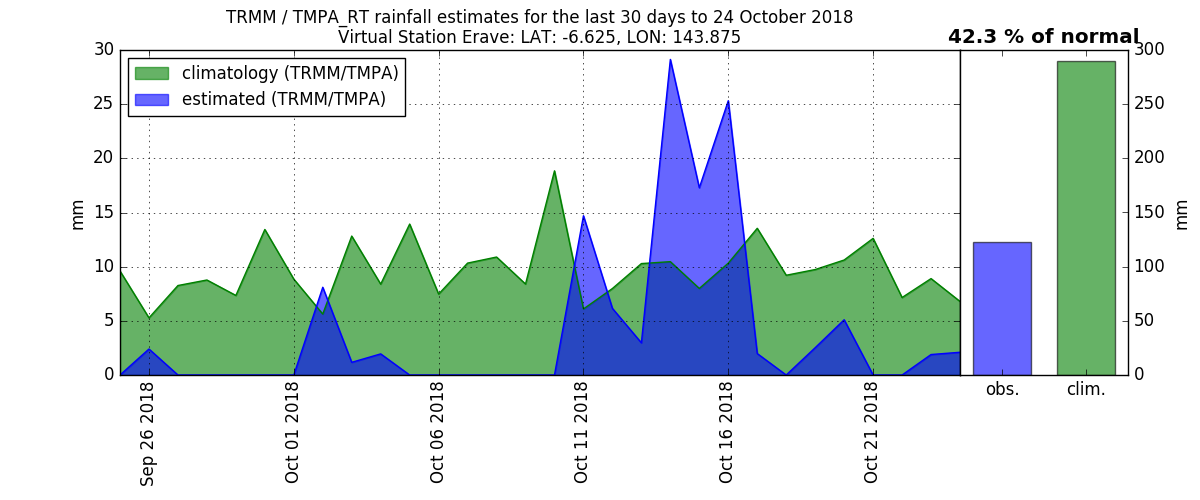 TRMM / TMPA_RT rainfall estimates for the last 30 days to 24 October 2018
Virtual Station Erave: LAT: -6.625, LON: 143.875
42.3 % of normal
climatology (TRMM/TMPA)
estimated (TRMM/TMPA)
30
25
20
15
10
5
0
mm
Sep 26 2018
Oct 01 2018
Oct 06 2018
Oct 11 2018
Oct 16 2018
Oct 21 2018
obs.
clim.
300
250
200
150
100
50
0
mm